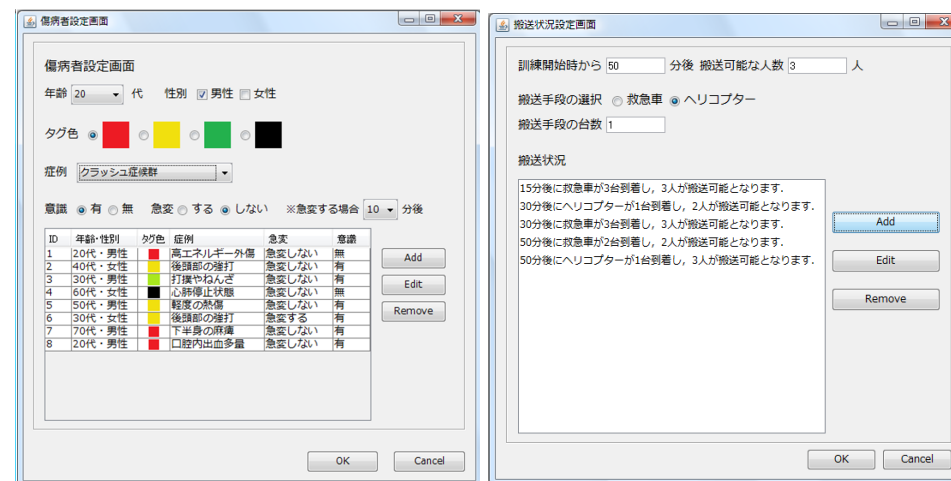 傷病者設定画面
傷病者設定画面
年齢 20 代 性別 男性 女性
タグ色
症例 クラッシュ症候群
意識 有 無 急変 する しない ※急変する場合 10 分後
ID 年齢・性別 タグ色 症例 急変 意識
1 20代・男性 高エネルギー外傷 急変しない 無
2 40代・女性 後頭部の強打 急変しない 有
3 30代・男性 打撲やねんざ 急変しない 有
4 60代・女性 心肺停止状態 急変しない 無
5 50代・男性 軽度の熱傷 急変しない 有
6 30代・女性 後頭部の強打 急変する 有
7 70代・男性 下半身の麻痺 急変しない 有
8 20代・男性 口腔内出血多量 急変しない 有
Add
Edit
Remove
OK Cancel
搬送状況設定画面
訓練開始時から 50 分後 搬送可能な人数 3 人
搬送手段の選択 救急車 ヘリコプター
搬送手段の台数 1
搬送状況
15分後に救急車が3台到着し，3人が搬送可能となります.
30分後にヘリコプターが1台到着し，2人が搬送可能となります.
30分後に救急車が3台到着し，3人が搬送可能となります.
50分後に救急車が2台到着し，2人が搬送可能となります.
50分後にヘリコプターが1台到着し，3人が搬送可能となります.
Add
Edit
Remove
OK Cancel